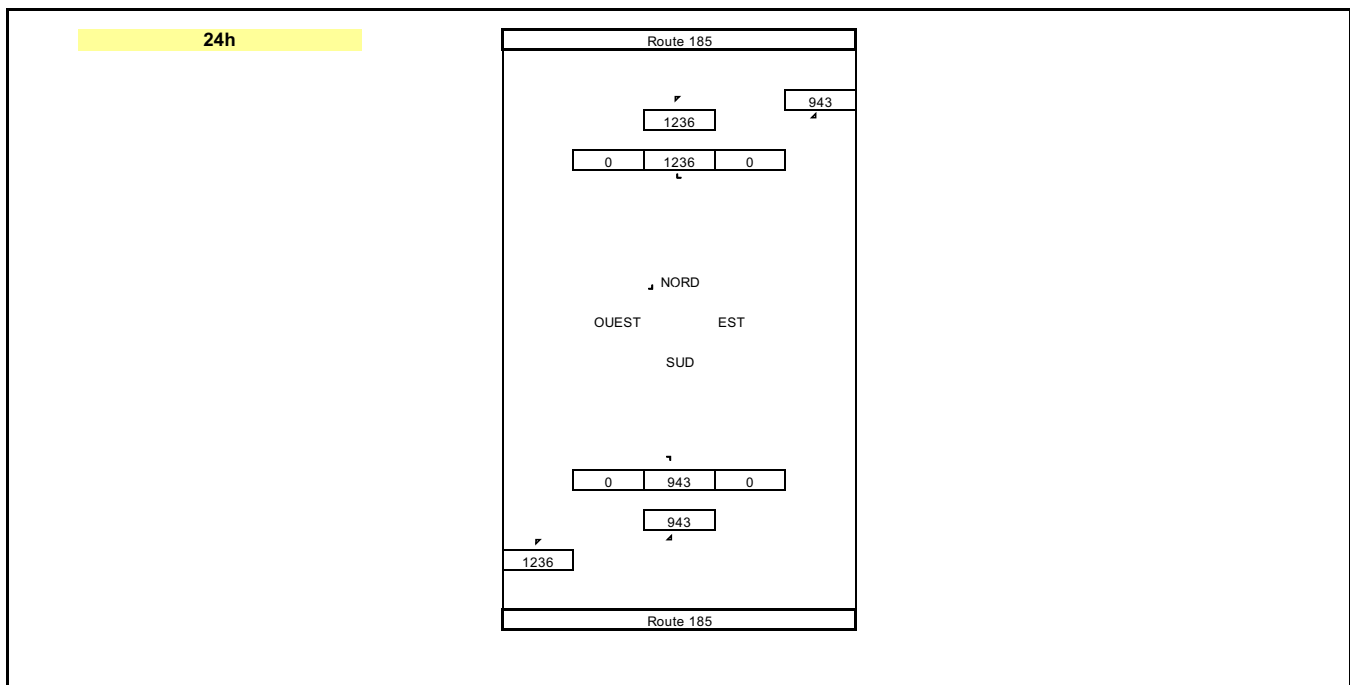 24h
Route 185
943
1236
0 1236 0
NORD
OUEST EST
SUD
0 943 0
943
1236
Route 185